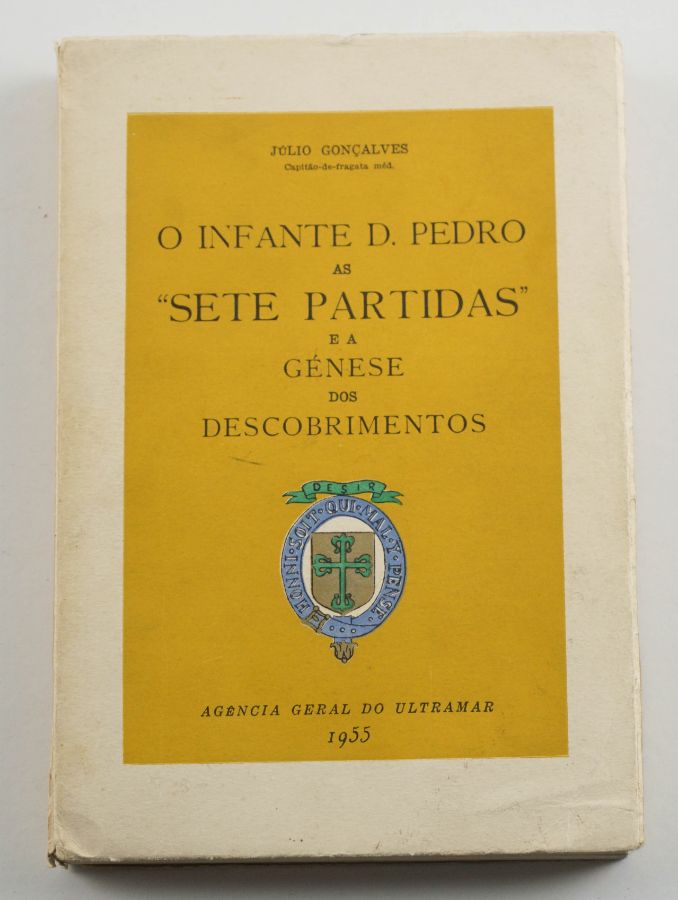 JÚLIO GONÇALVES
Capitão-de-fragata méd.
O INFANTE D. PEDRO
AS
“SETE PARTIDAS”
E A
GÉNESE
DOS
DESCOBRIMENTOS
DESIR
HONNI·SOIT·QUI·MAL·Y·PENSE
AGÊNCIA GERAL DO ULTRAMAR
1955